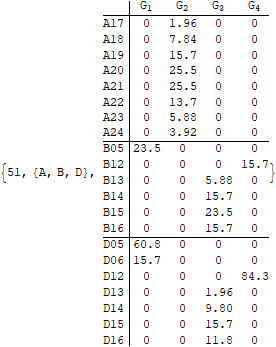 G₁ G₂ G₃ G₄
A17 0 1.96 0 0
A18 0 7.84 0 0
A19 0 15.7 0 0
A20 0 25.5 0 0
A21 0 25.5 0 0
A22 0 13.7 0 0
A23 0 5.88 0 0
A24 0 3.92 0 0
B05 23.5 0 0 0
B12 0 0 0 15.7
{51, {A, B, D}, B13 0 0 5.88 0 }
B14 0 0 15.7 0
B15 0 0 23.5 0
B16 0 0 15.7 0
D05 60.8 0 0 0
D06 15.7 0 0 0
D12 0 0 0 84.3
D13 0 0 1.96 0
D14 0 0 9.80 0
D15 0 0 15.7 0
D16 0 0 11.8 0